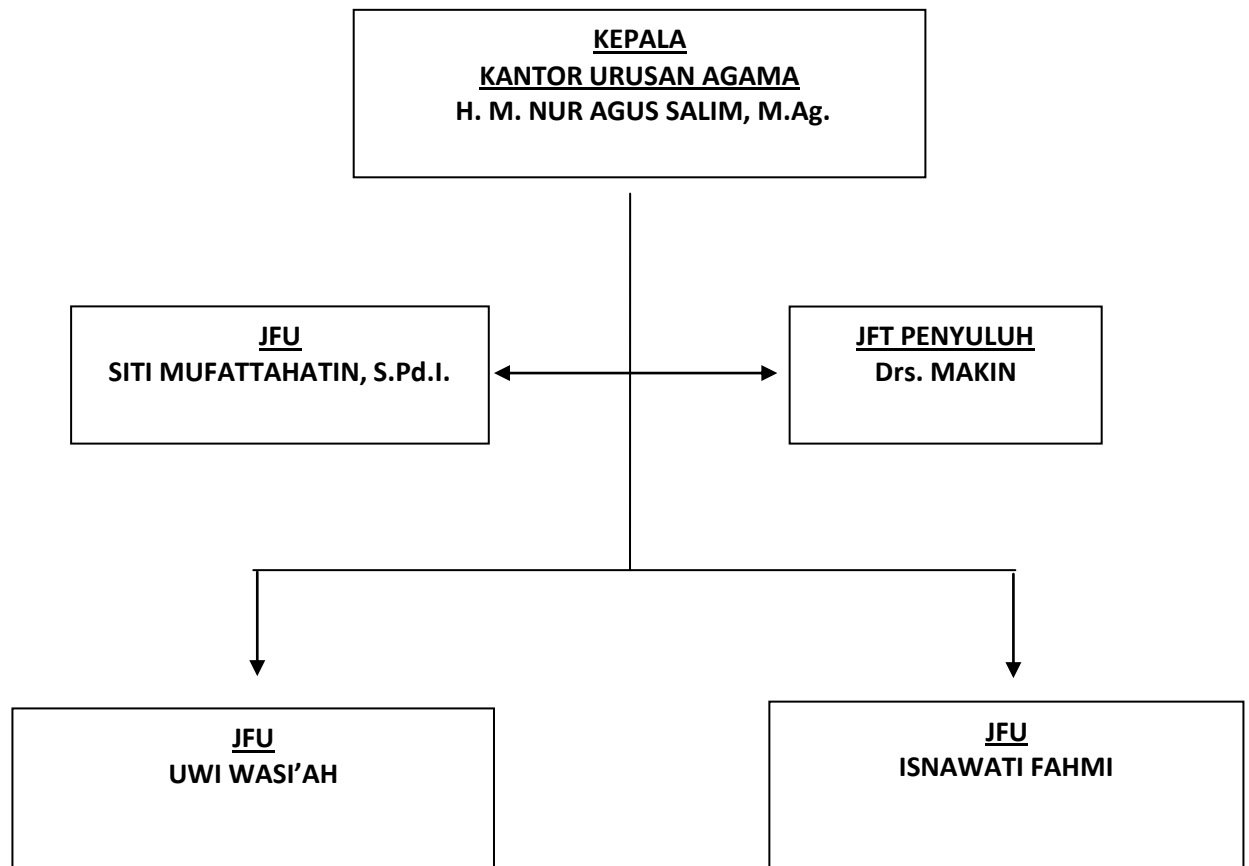 KEPALA
KANTOR URUSAN AGAMA
H. M. NUR AGUS SALIM, M.Ag.
JFU
SITI MUFATTAHATIN, S.Pd.I.
JFT PENYULUH
Drs. MAKIN
JFU
UWI WASI’AH
JFU
ISNAWATI FAHMI